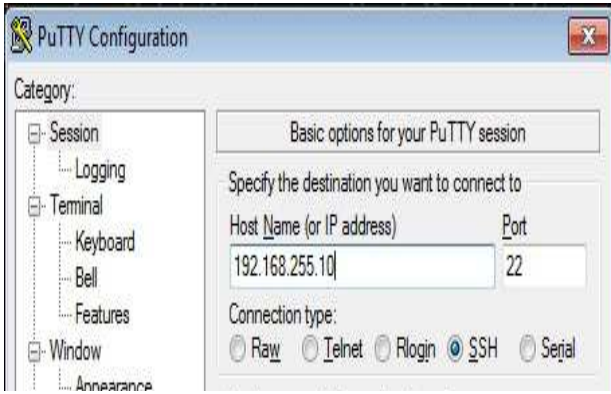 PuTTY Configuration
Category:
Session
Logging
Terminal
Keyboard
Bell
Features
Window
Appearance
Basic options for your PuTTY session
Specify the destination you want to connect to
Host Name (or IP address) Port
192.168.255.10 22
Connection type:
Raw Telnet Rlogin SSH Serial